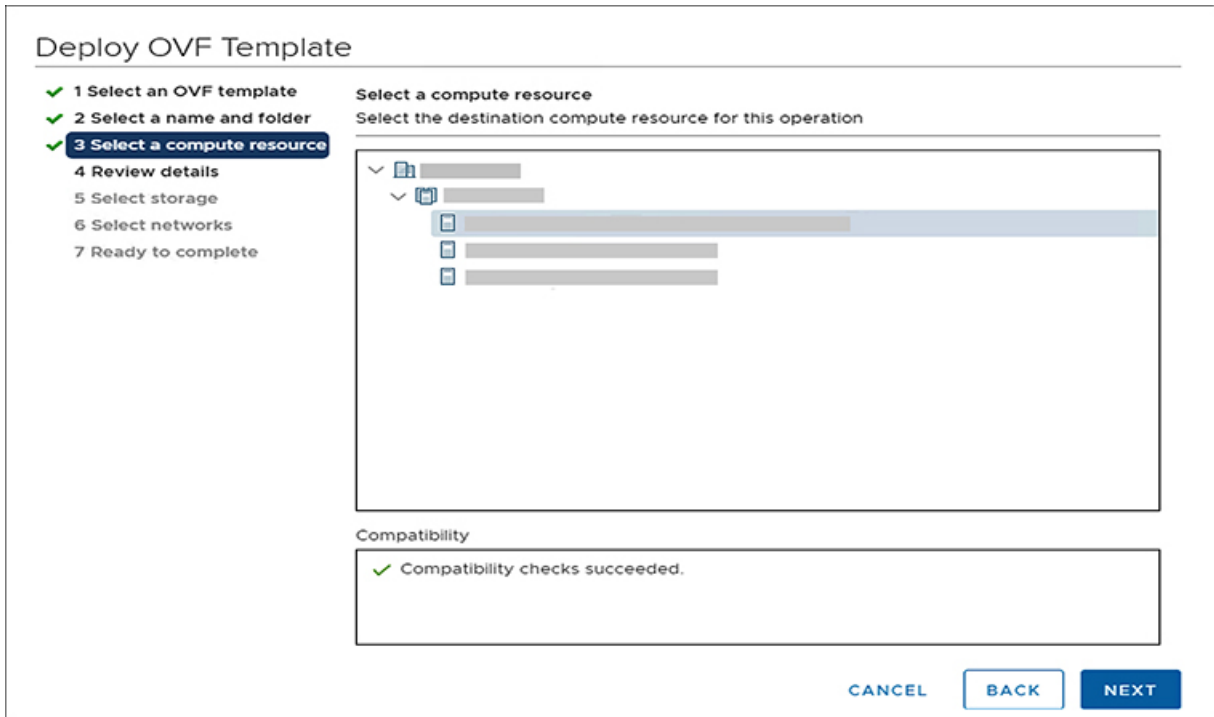 Deploy OVF Template
1 Select an OVF template
2 Select a name and folder
3 Select a compute resource
4 Review details
5 Select storage
6 Select networks
7 Ready to complete
Select a compute resource
Select the destination compute resource for this operation
Compatibility
Compatibility checks succeeded.
CANCEL
BACK
NEXT